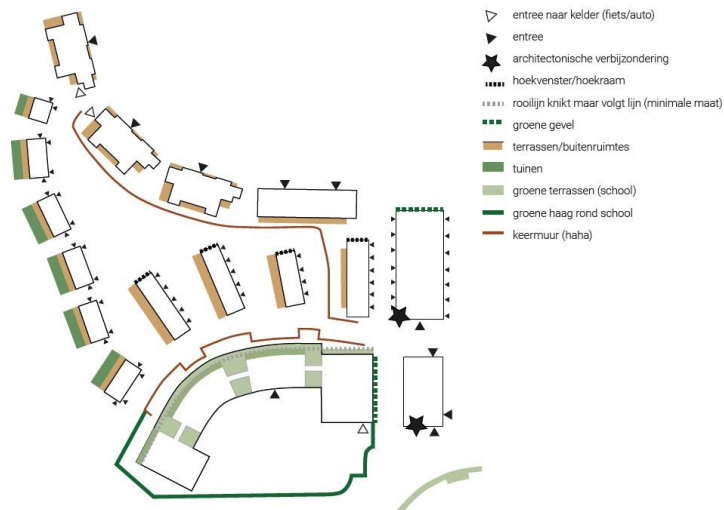 entree naar kelder (fiets/auto)
entree
architectonische verbijzondering
hoekvenster/hoekraam
rooilijn knikt maar volgt lijn (minimale maat)
groene gevel
terrassen/buitenruimtes
tuinen
groene terrassen (school)
groene haag rond school
keermuur (haha)